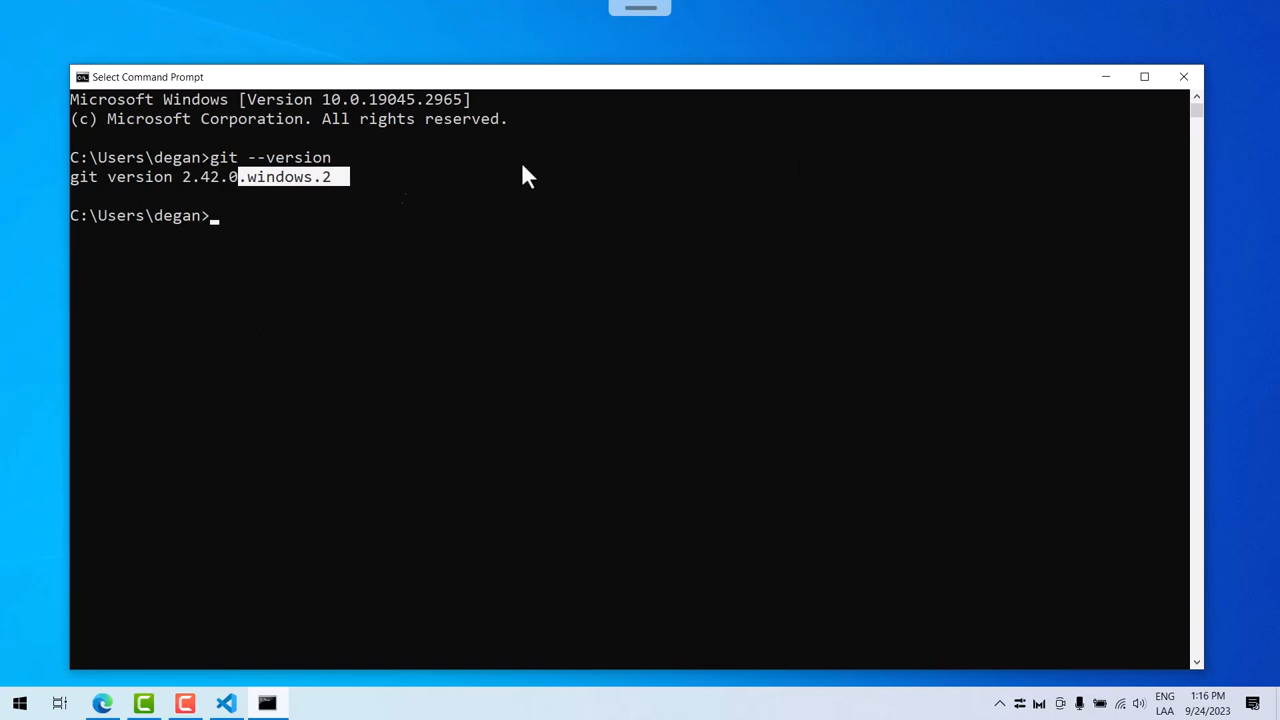 Select Command Prompt
Microsoft Windows [Version 10.0.19045.2965]
(c) Microsoft Corporation. All rights reserved.
C:\Users\degan>git --version
git version 2.42.0.windows.2
C:\Users\degan>
ENG
LAA
1:16 PM
9/24/2023